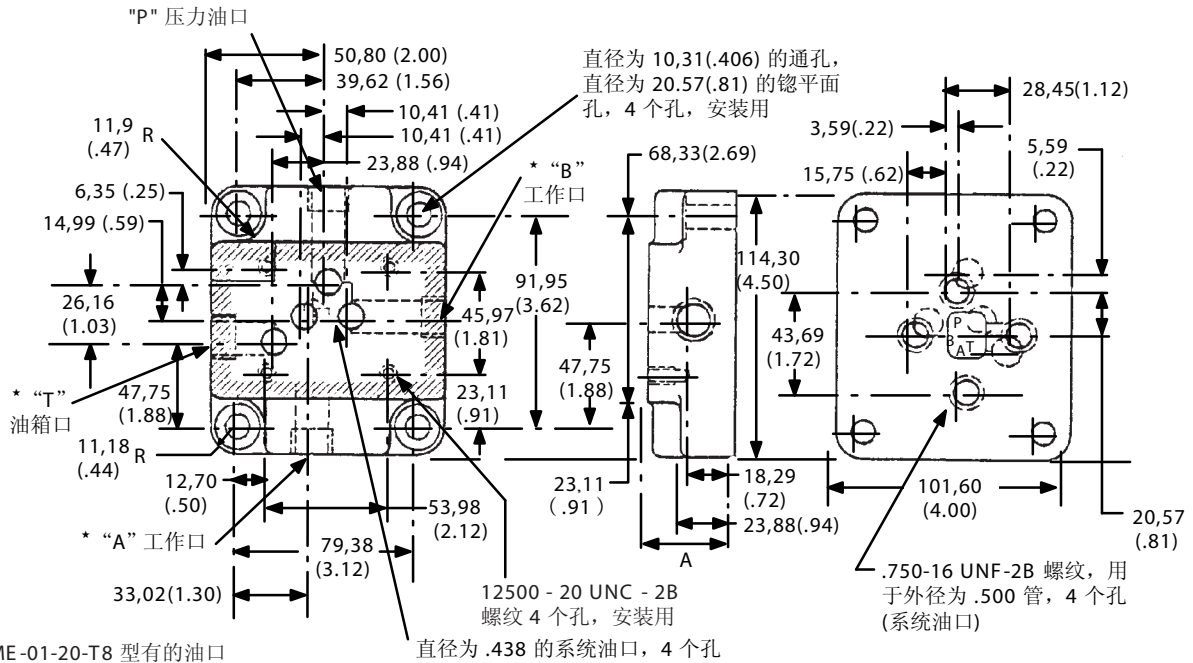 "P" 压力油口
50,80 (2.00)
39,62 (1.56)
10,41 (.41)
10,41 (.41)
23,88 (.94)
11,9 R
(.47)
6,35 (.25)
14,99 (.59)
26,16
(1.03)
47,75
(1.88)
* “T”
油箱口
11,18 R
(.44)
12,70
(.50)
* “A” 工作口
33,02(1.30)
79,38
(3.12)
53,98
(2.12)
23,11
(.91)
45,97
(1.81)
91,95
(3.62)
* “B”
工作口
直径为 10,31(.406) 的通孔，
直径为 20.57(.81) 的锪平面
孔，4 个孔，安装用
12500 - 20 UNC - 2B
螺纹 4 个孔，安装用
直径为 .438 的系统油口，4 个孔
ME-01-20-T8 型有的油口
68,33(2.69)
114,30
(4.50)
47,75
(1.88)
23,11
(.91 )
18,29
(.72)
23,88(.94)
A
28,45(1.12)
3,59(.22)
15,75 (.62)
5,59
(.22)
43,69
(1.72)
P
B
A T
101,60
(4.00)
20,57
(.81)
.750-16 UNF-2B 螺纹，用
于外径为 .500 管，4 个孔
(系统油口)